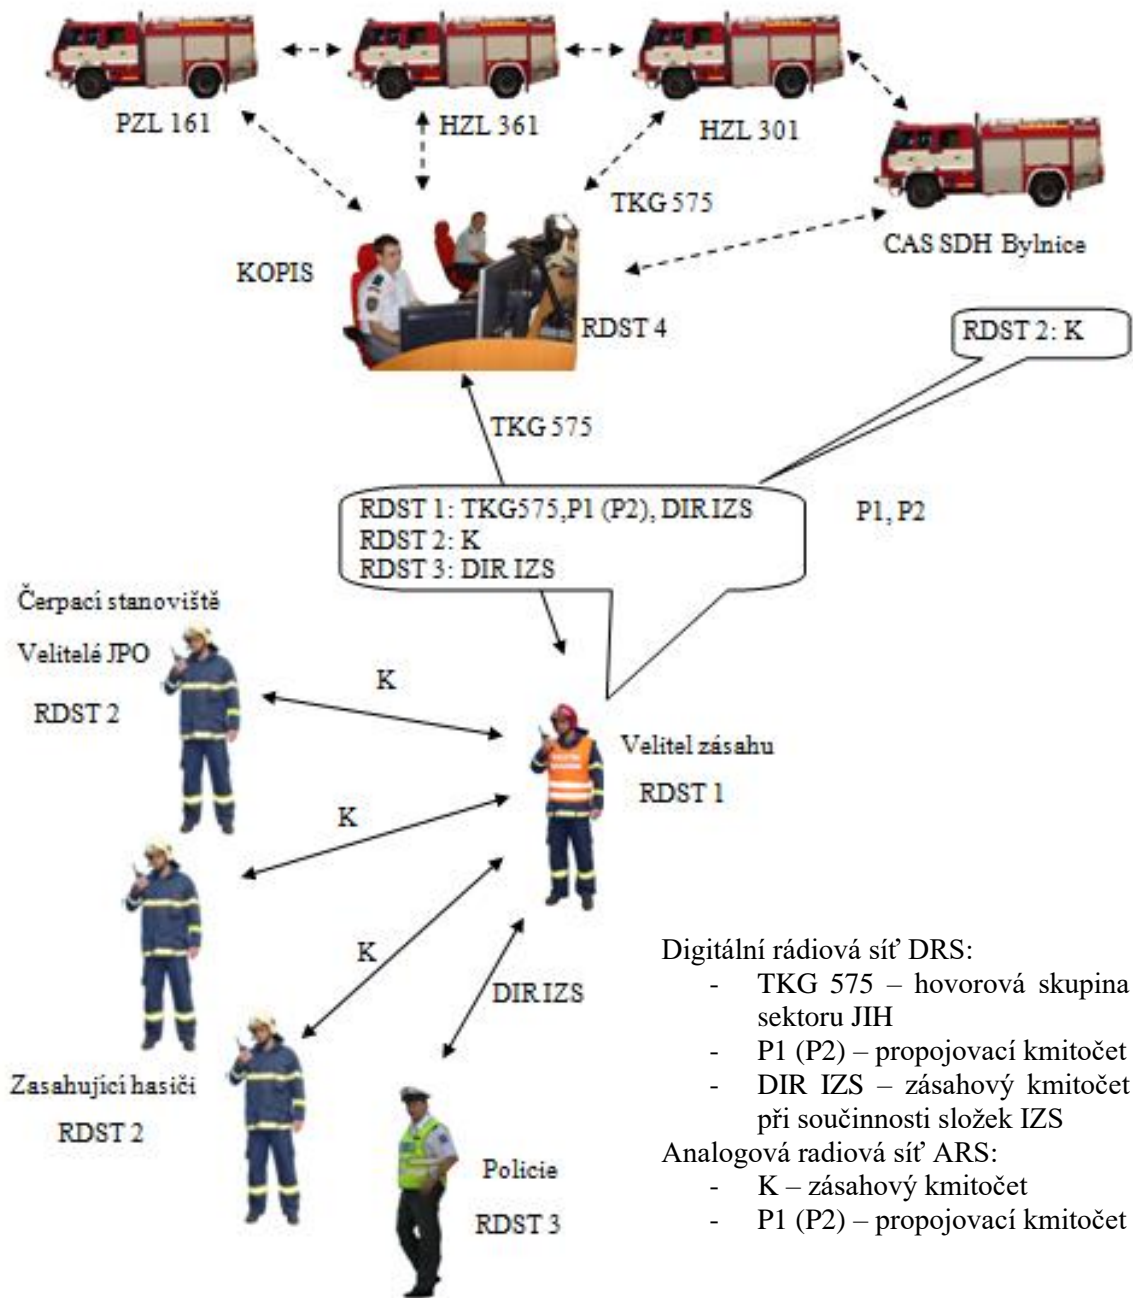 PZL 161
HZL 361
HZL 301
TKG 575
CAS SDH Bylnice
KOPIS
RDST 4
RDST 2: K
TKG 575
RDST 1: TKG575,P1 (P2), DIR IZS
RDST 2: K
RDST 3: DIR IZS
P1, P2
Čerpací stanoviště
Velitelé JPO
RDST 2
K
Velitel zásahu
RDST 1
K
K
DIR IZS
Zasahující hasiči
RDST 2
Policie
RDST 3
Digitální rádiová síť DRS:
- TKG 575 – hovorová skupina
sektoru JIH
- P1 (P2) – propojovací kmitočet
- DIR IZS – zásahový kmitočet
při součinnosti složek IZS
Analogová radiová síť ARS:
- K – zásahový kmitočet
- P1 (P2) – propojovací kmitočet